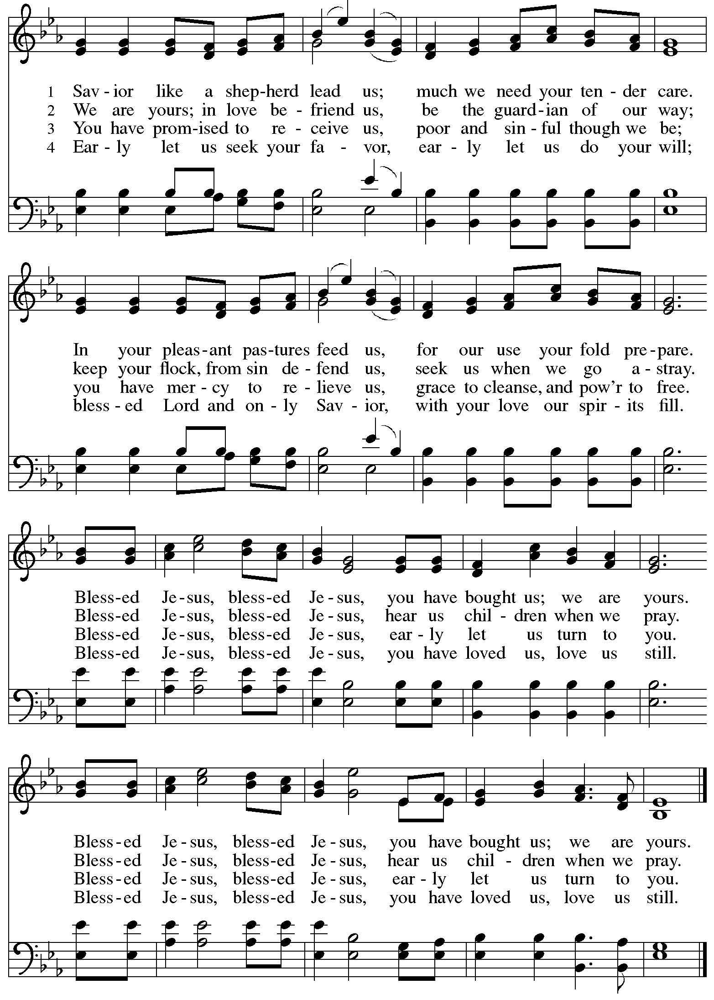 1 Sav - ior like a shep-herd lead us; much we need your ten - der care.
2 We are yours; in love be - friend us, be the guard-ian of our way;
3 You have prom-ised to re - ceive us, poor and sin - ful though we be;
4 Ear - ly let us seek your fa - vor, ear - ly let us do your will;
In your pleas-ant pas-tures feed us, for our use your fold pre-pare.
keep your flock, from sin de - fend us, seek us when we go a - stray.
you have mer - cy to re - lieve us, grace to cleanse, and pow'r to free.
bless - ed Lord and on - ly Sav - ior, with your love our spir - its fill.
Bless-ed Je-sus, bless-ed Je-sus, you have bought us; we are yours.
Bless-ed Je-sus, bless-ed Je-sus, hear us chil - dren when we pray.
Bless-ed Je-sus, bless-ed Je-sus, ear - ly let us turn to you.
Bless-ed Je-sus, bless-ed Je-sus, you have loved us, love us still.
Bless-ed Je-sus, bless-ed Je-sus, you have bought us; we are yours.
Bless-ed Je-sus, bless-ed Je-sus, hear us chil - dren when we pray.
Bless-ed Je-sus, bless-ed Je-sus, ear - ly let us turn to you.
Bless-ed Je-sus, bless-ed Je-sus, you have loved us, love us still.